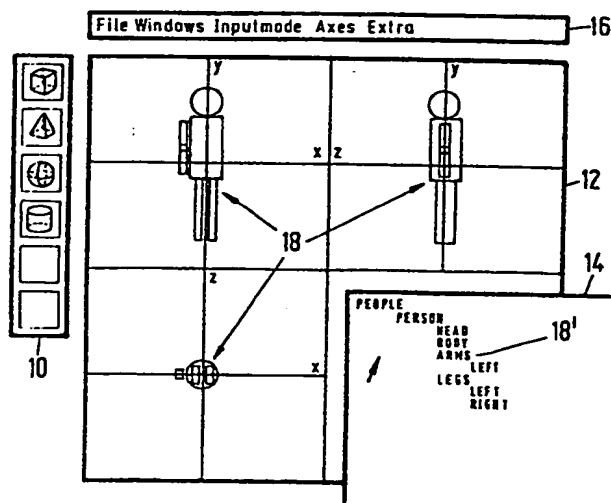 File Windows Inputmode Axes Extra 16
y y
x z
12
18
z
14
PEOPLE
PERSON
HEAD
BODY
ARMS 18'
LEFT
LEGS
LEFT
RIGHT
x
10